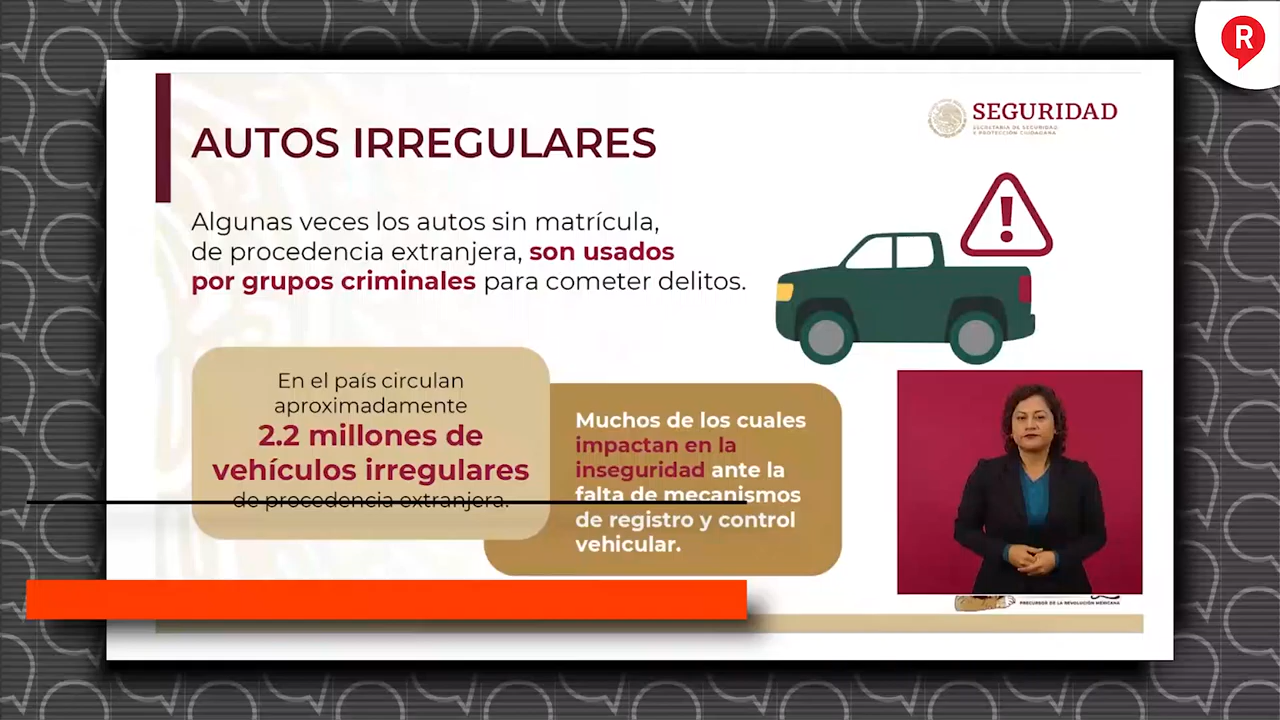 R
SEGURIDAD
SECRETARÍA DE SEGURIDAD
Y PROTECCIÓN CIUDADANA
AUTOS IRREGULARES
Algunas veces los autos sin matrícula,
de procedencia extranjera, son usados
por grupos criminales para cometer delitos.
En el país circulan
aproximadamente
2.2 millones de
vehículos irregulares
de procedencia extranjera.
Muchos de los cuales
impactan en la
inseguridad ante la
falta de mecanismos
de registro y control
vehicular.
PRECURSOR DE LA REVOLUCIÓN MEXICANA